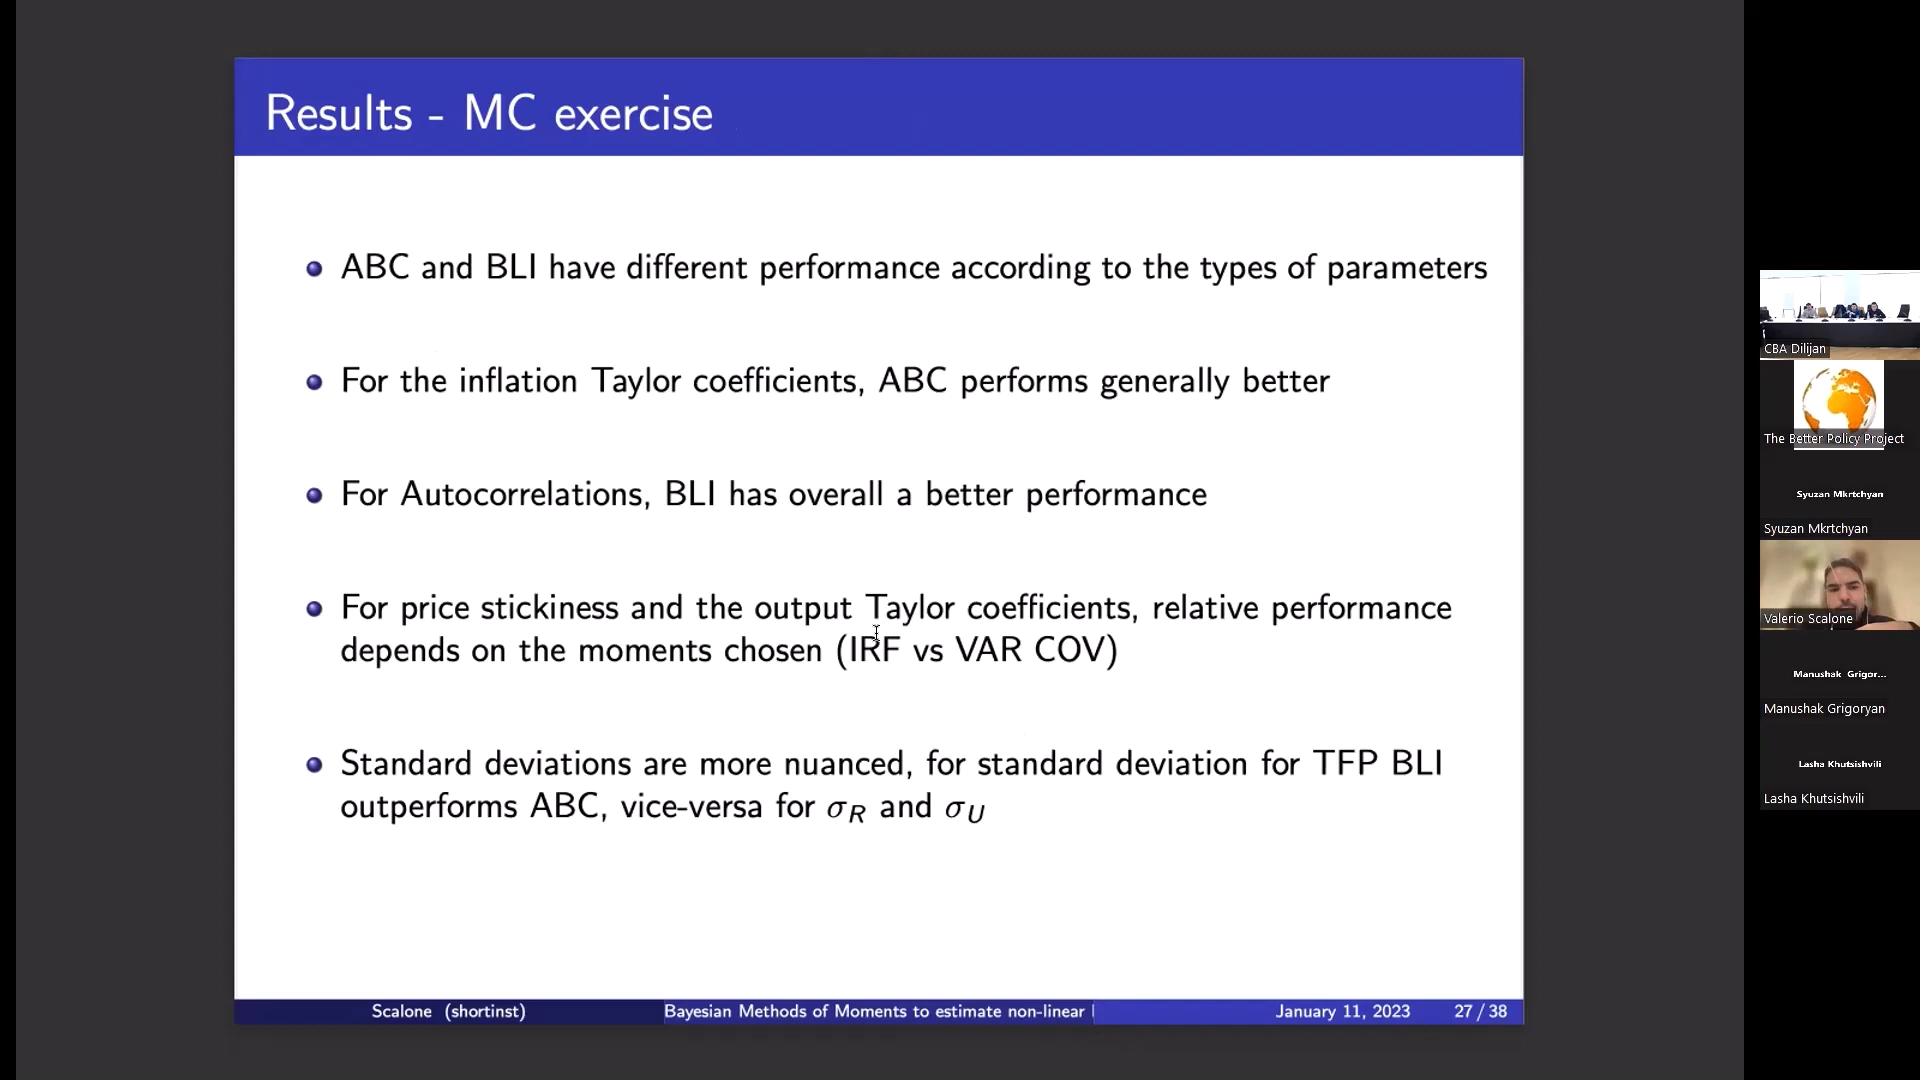 Results - MC exercise
ABC and BLI have different performance according to the types of parameters
For the inflation Taylor coefficients, ABC performs generally better
For Autocorrelations, BLI has overall a better performance
For price stickiness and the output Taylor coefficients, relative performance
depends on the moments chosen (IRF vs VAR COV)
Standard deviations are more nuanced, for standard deviation for TFP BLI
outperforms ABC, vice-versa for σR and σU
Scalone (shortinst)
Bayesian Methods of Moments to estimate non-linear
January 11, 2023
27 / 38
CBA Dilijan
The Better Policy Project
Syuzan Mkrtchyan
Syuzan Mkrtchyan
Valerio Scalone
Manushak Grigor...
Manushak Grigoryan
Lasha Khutsishvili
Lasha Khutsishvili